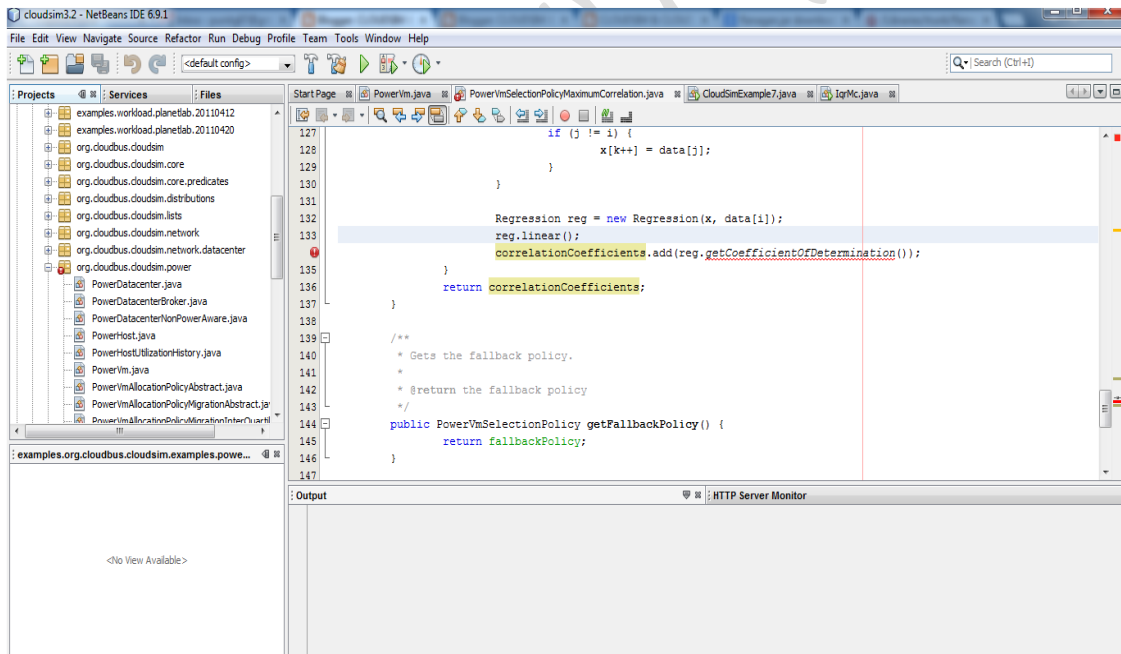 cloudsim3.2 - NetBeans IDE 6.9.1
File Edit View Navigate Source Refactor Run Debug Profile Team Tools Window Help
<default config>
Search (Ctrl+I)
Projects Services Files
Start Page PowerVm.java PowerVmSelectionPolicyMaximumCorrelation.java CloudSimExample7.java IqrMc.java
examples.workload.planetlab.20110412
examples.workload.planetlab.20110420
org.cloudbus.cloudsim
org.cloudbus.cloudsim.core
org.cloudbus.cloudsim.core.predicates
org.cloudbus.cloudsim.distributions
org.cloudbus.cloudsim.lists
org.cloudbus.cloudsim.network
org.cloudbus.cloudsim.network.datacenter
org.cloudbus.cloudsim.power
PowerDatacenter.java
PowerDatacenterBroker.java
PowerDatacenterNonPowerAware.java
PowerHost.java
PowerHostUtilizationHistory.java
PowerVm.java
PowerVmAllocationPolicyAbstract.java
PowerVmAllocationPolicyMigrationAbstract.ja
PowerVmAllocationPolicyMigrationInterQuartil
127 if (j != i) {
128 x[k++] = data[j];
129 }
130 }
131
132 Regression reg = new Regression(x, data[i]);
133 reg.linear();
correlationCoefficients.add(reg.getCoefficientOfDetermination());
135 }
136 return correlationCoefficients;
137 }
138
139 /**
140 * Gets the fallback policy.
141 *
142 * @return the fallback policy
143 */
144 public PowerVmSelectionPolicy getFallbackPolicy() {
145 return fallbackPolicy;
146 }
147
examples.org.cloudbus.cloudsim.examples.powe...
<No View Available>
Output HTTP Server Monitor